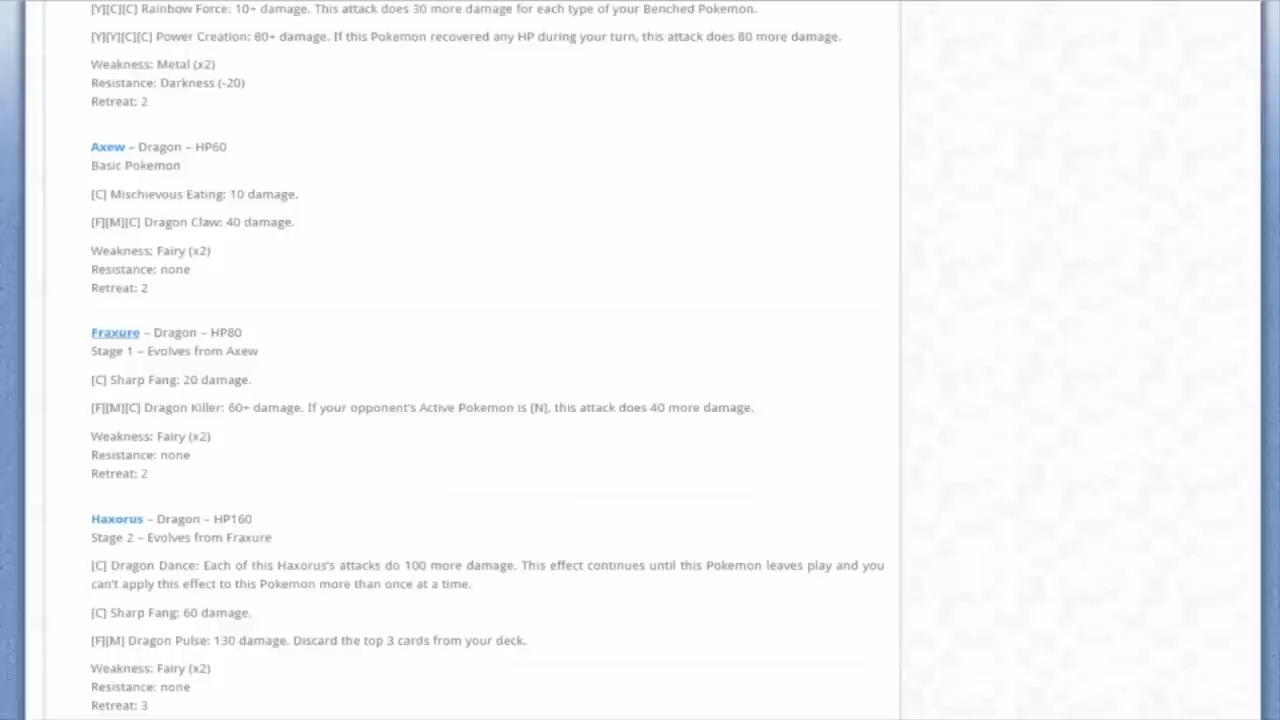 [Y][C][C] Rainbow Force: 10+ damage. This attack does 30 more damage for each type of your Benched Pokemon.
[Y][Y][C][C] Power Creation: 80+ damage. If this Pokemon recovered any HP during your turn, this attack does 80 more damage.
Weakness: Metal (x2)
Resistance: Darkness (-20)
Retreat: 2
Axew – Dragon – HP60
Basic Pokemon
[C] Mischievous Eating: 10 damage.
[F][M][C] Dragon Claw: 40 damage.
Weakness: Fairy (x2)
Resistance: none
Retreat: 2
Fraxure – Dragon – HP80
Stage 1 – Evolves from Axew
[C] Sharp Fang: 20 damage.
[F][M][C] Dragon Killer: 60+ damage. If your opponent's Active Pokemon is [N], this attack does 40 more damage.
Weakness: Fairy (x2)
Resistance: none
Retreat: 2
Haxorus – Dragon – HP160
Stage 2 – Evolves from Fraxure
[C] Dragon Dance: Each of this Haxorus's attacks do 100 more damage. This effect continues until this Pokemon leaves play and you
can't apply this effect to this Pokemon more than once at a time.
[C] Sharp Fang: 60 damage.
[F][M] Dragon Pulse: 130 damage. Discard the top 3 cards from your deck.
Weakness: Fairy (x2)
Resistance: none
Retreat: 3